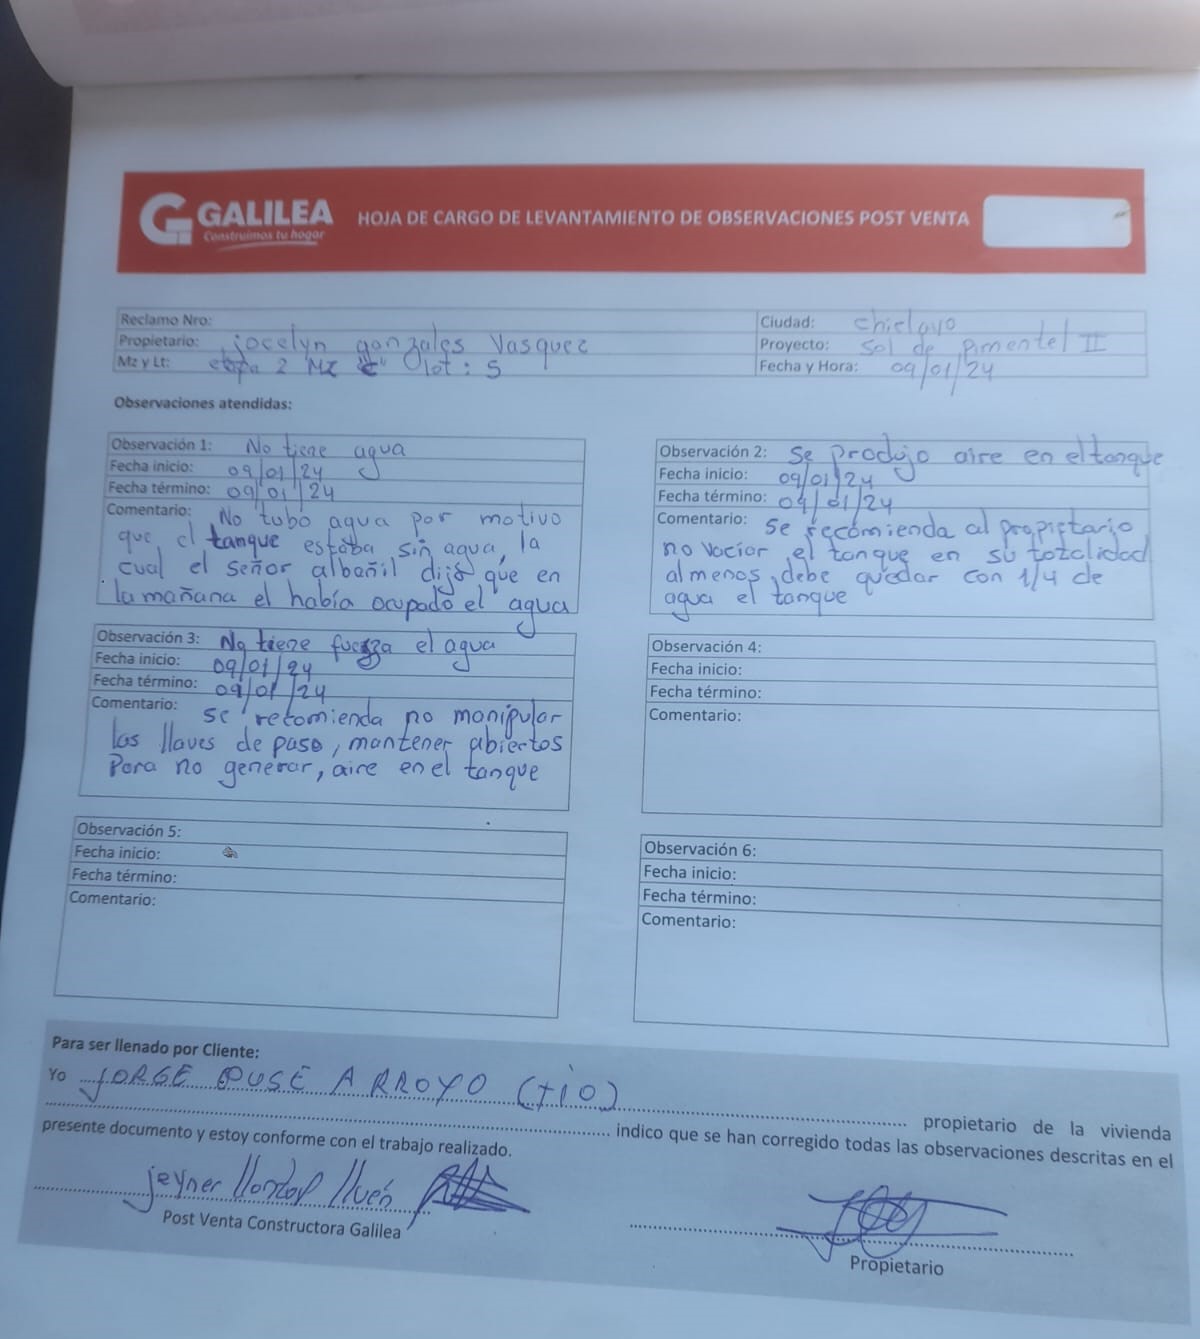 GALILEA
Construimos tu hogar
HOJA DE CARGO DE LEVANTAMIENTO DE OBSERVACIONES POST VENTA
Reclamo Nro:
Propietario: jocelyn gonzales Vasquez
Mz y Lt: etapa 2 Mz lot : 5
Ciudad: chiclayo
Proyecto: Sol de Pimentel II
Fecha y Hora: 09/01/24
Observaciones atendidas:
Observación 1: No tiene agua
Fecha inicio: 09/01/24
Fecha término: 09/01/24
Comentario: No tubo agua por motivo
que el tanque estaba sin agua, la
cual el señor albañil dijo que en
la mañana el había ocupado el agua
Observación 2: Se produjo aire en el tanque
Fecha inicio: 09/01/24
Fecha término: 09/01/24
Comentario: se recomienda al propietario
no vaciar el tanque en su totalidad
al menos, debe quedar con 1/4 de
agua el tanque
Observación 3: No tiene fuerza el agua
Fecha inicio: 09/01/24
Fecha término: 09/01/24
Comentario: se recomienda no manipular
las llaves de paso, mantener abiertos
Para no generar, aire en el tanque
Observación 4:
Fecha inicio:
Fecha término:
Comentario:
Observación 5:
Fecha inicio:
Fecha término:
Comentario:
Observación 6:
Fecha inicio:
Fecha término:
Comentario:
Para ser llenado por Cliente:
Yo JORGE PUSE ARROYO (tio) propietario de la vivienda
indico que se han corregido todas las observaciones descritas en el
presente documento y estoy conforme con el trabajo realizado.
jeyner
Post Venta Constructora Galilea
Propietario